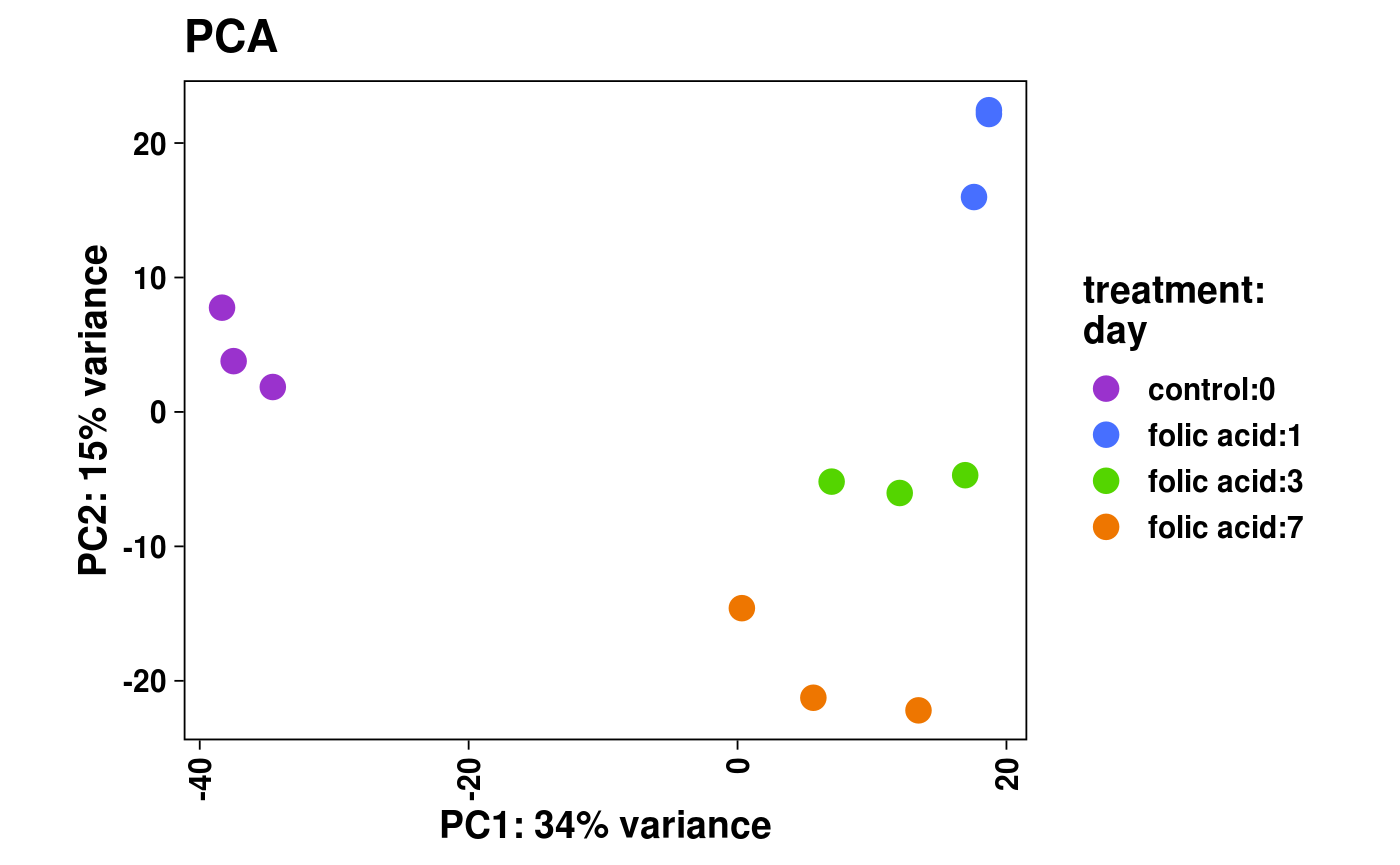 PCA
20
10
0
-10
-20
PC2: 15% variance
-40
-20
0
20
PC1: 34% variance
treatment:
day
control:0
folic acid:1
folic acid:3
folic acid:7